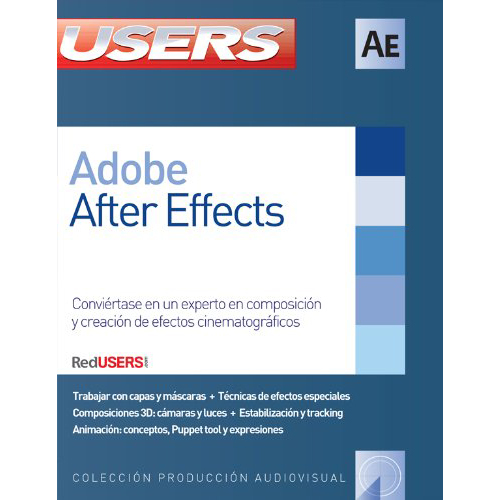 USERS
AE
Adobe
After Effects
Conviértase en un experto en composición
y creación de efectos cinematográficos
RedUSERS.com
Trabajar con capas y máscaras + Técnicas de efectos especiales
Composiciones 3D: cámaras y luces + Estabilización y tracking
Animación: conceptos, Puppet tool y expresiones
COLECCIÓN PRODUCCIÓN AUDIOVISUAL